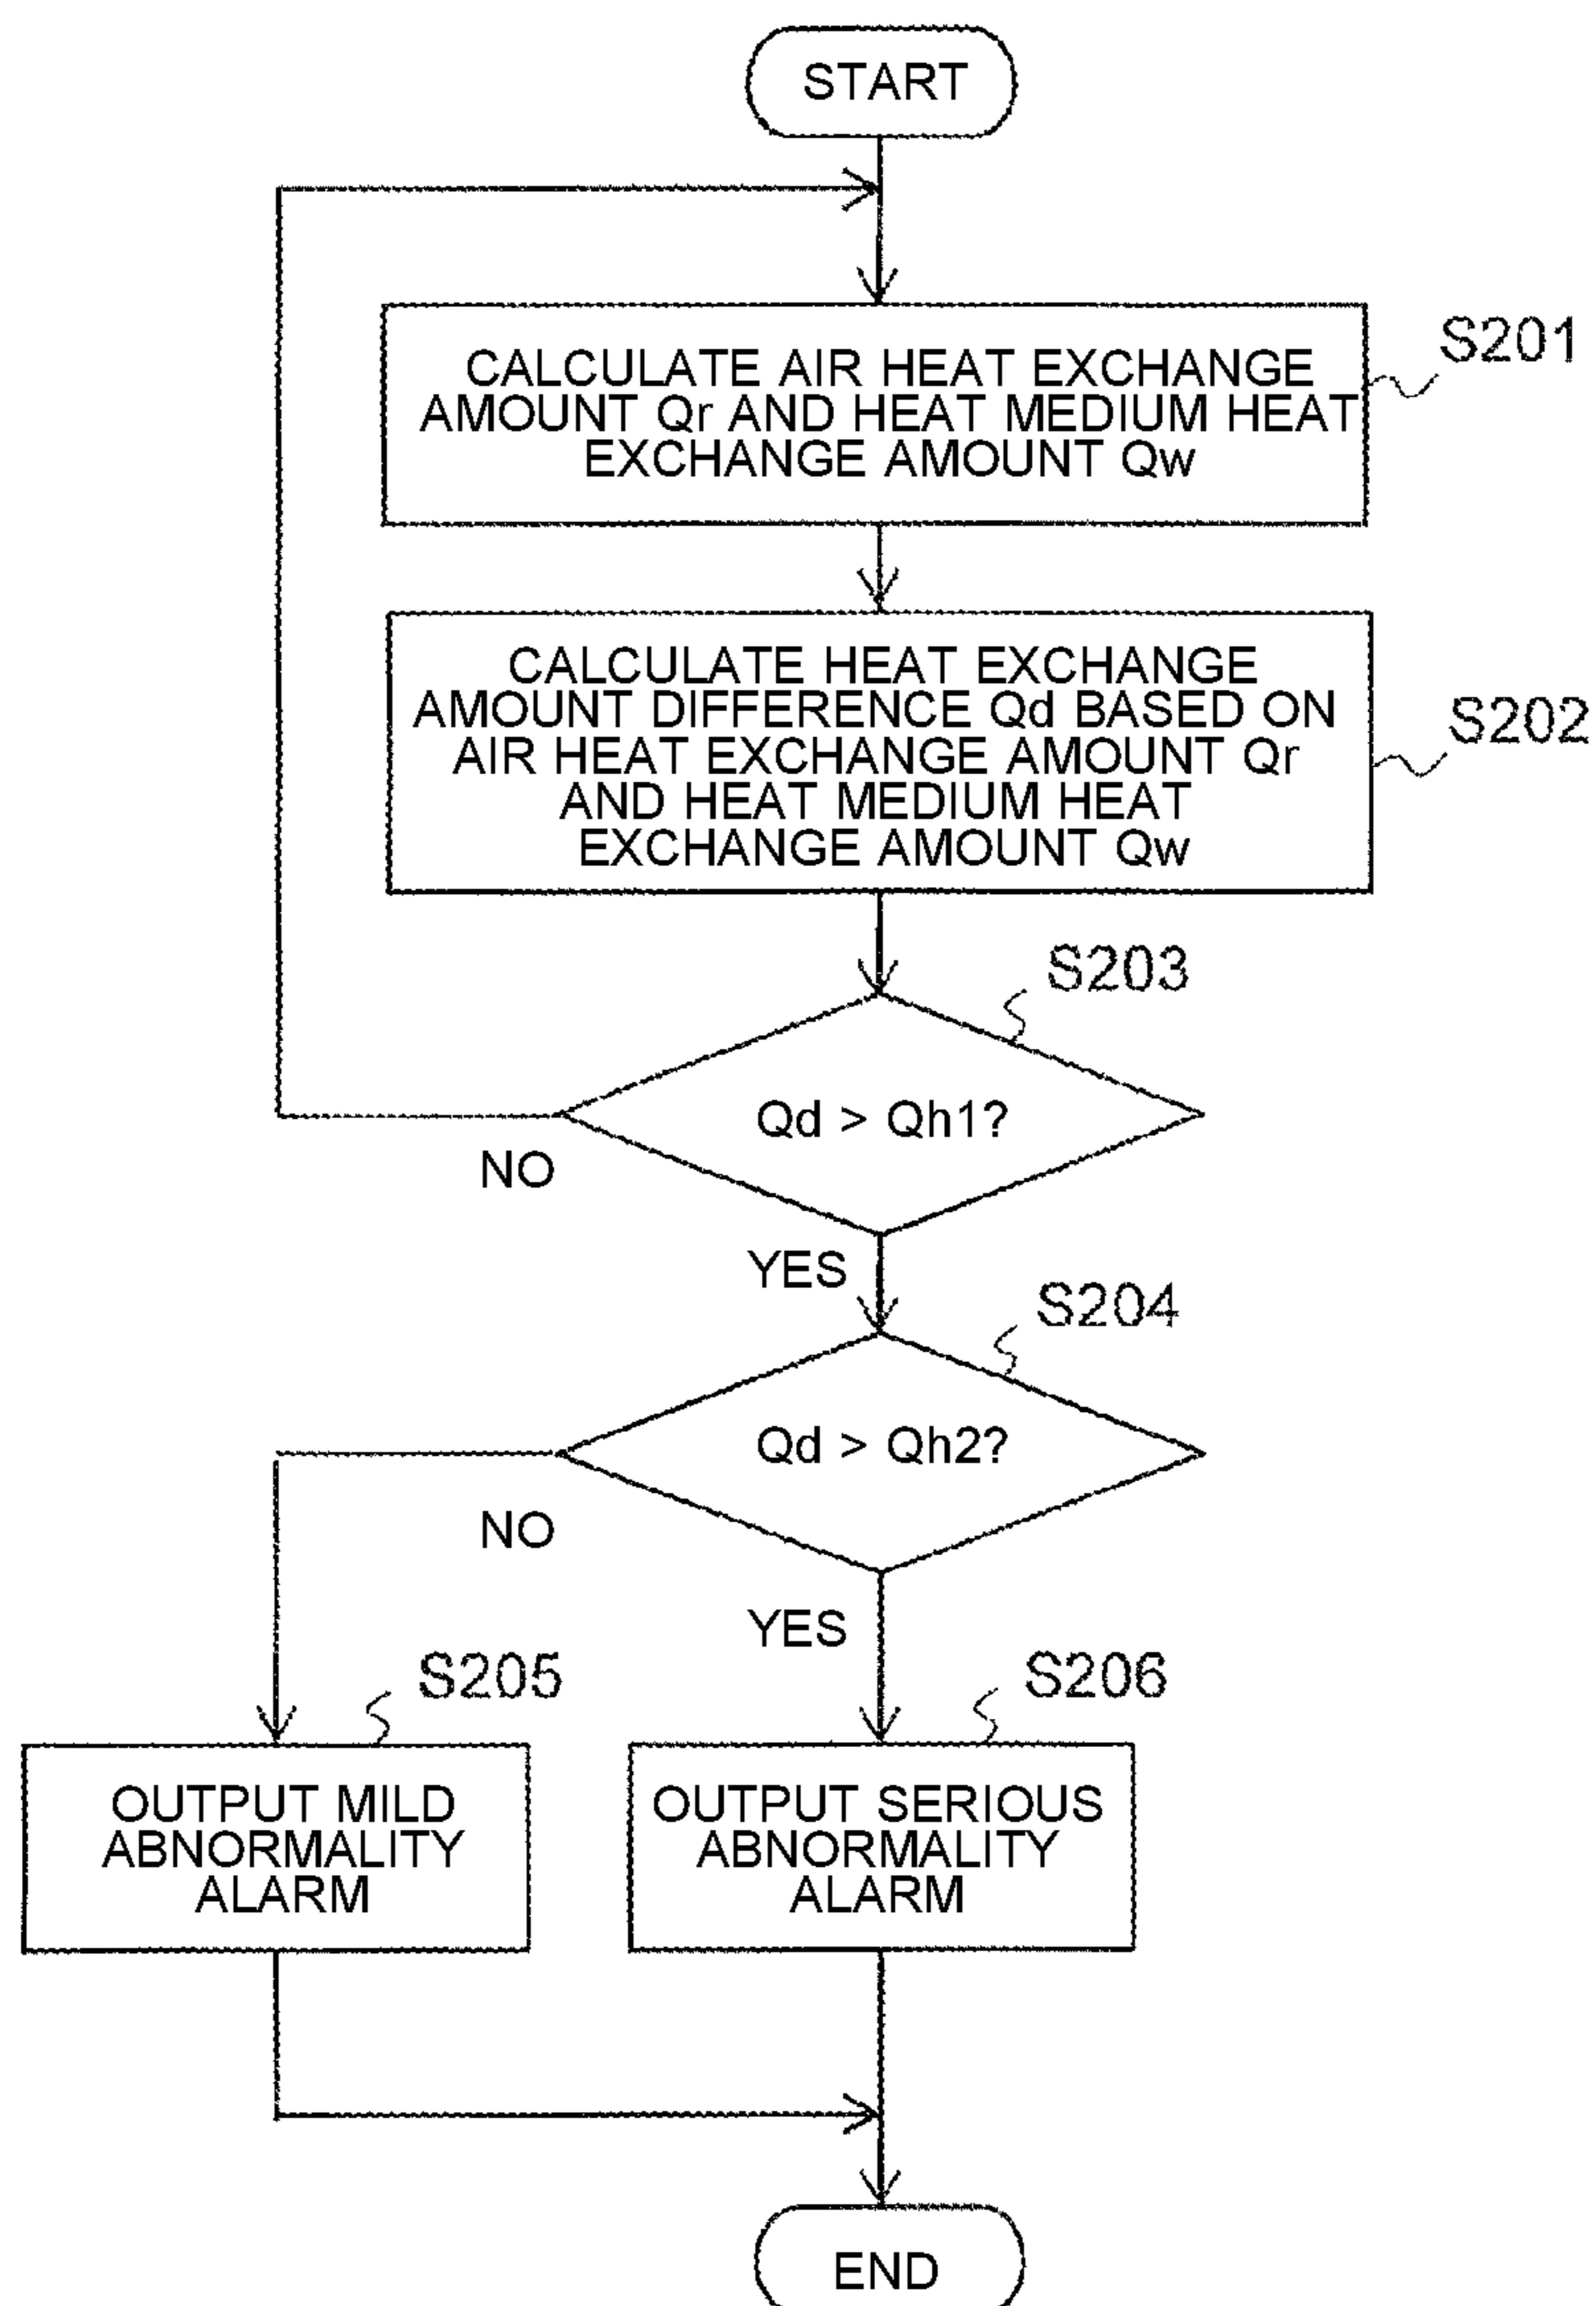 START
CALCULATE AIR HEAT EXCHANGE
AMOUNT Qr AND HEAT MEDIUM HEAT
EXCHANGE AMOUNT Qw
S201
CALCULATE HEAT EXCHANGE
AMOUNT DIFFERENCE Qd BASED ON
AIR HEAT EXCHANGE AMOUNT Qr
AND HEAT MEDIUM HEAT
EXCHANGE AMOUNT Qw
S202
S203
Qd > Qh1?
NO
YES
S204
Qd > Qh2?
NO
YES
S205
OUTPUT MILD
ABNORMALITY
ALARM
S206
OUTPUT SERIOUS
ABNORMALITY
ALARM
END